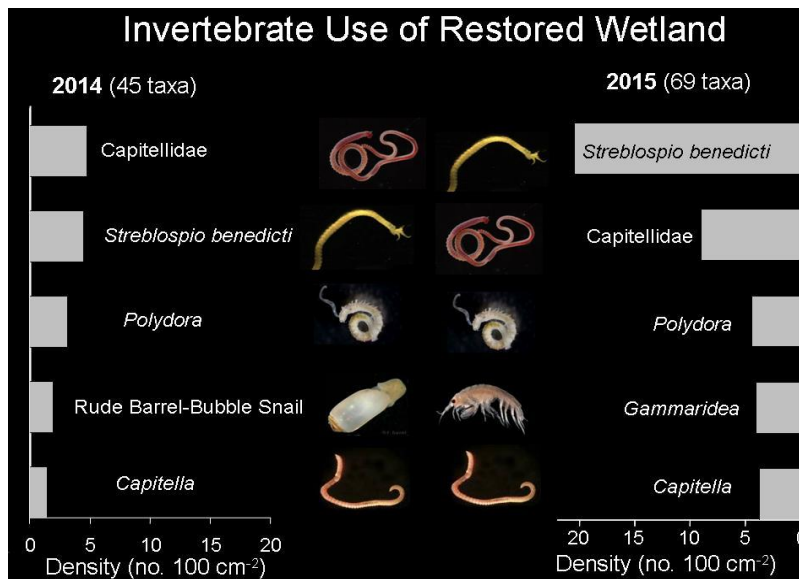 Invertebrate Use of Restored Wetland
2014 (45 taxa)
Capitellidae
Streblospio benedicti
Polydora
Rude Barrel-Bubble Snail
Capitella
0 5 10 15 20
Density (no. 100 cm-2)
2015 (69 taxa)
Streblospio benedicti
Capitellidae
Polydora
Gammaridea
Capitella
20 15 10 5 0
Density (no. 100 cm-2)